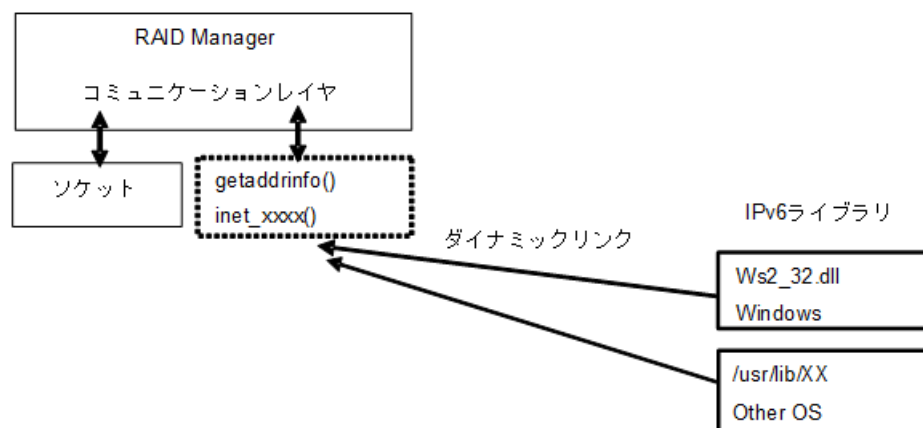 RAID Manager
コミュニケーションレイヤ
ソケット
getaddrinfo()
inet_xxxx()
ダイナミックリンク
IPv6ライブラリ
Ws2_32.dll
Windows
/usr/lib/XX
Other OS